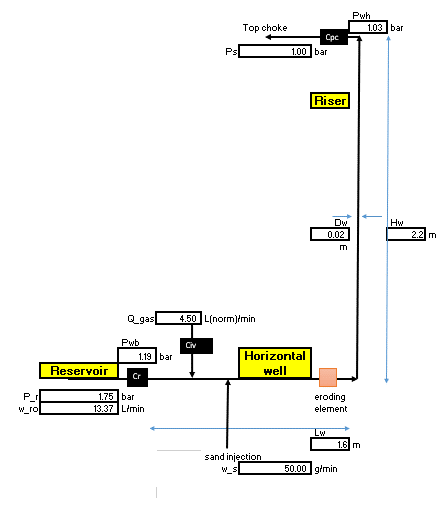 Pwh
Top choke Cpc 1.03 bar
Ps 1.00 bar
Riser
Dw Hw
0.02 2.2 m
m
Q_gas 4.50 L(norm)/min
Pwb Civ
1.19 bar Horizontal
Reservoir well
Cr
P_r 1.75 bar eroding
w_ro 13.37 L/min element
Lw
1.6 m
sand injection
w_s 50.00 g/min